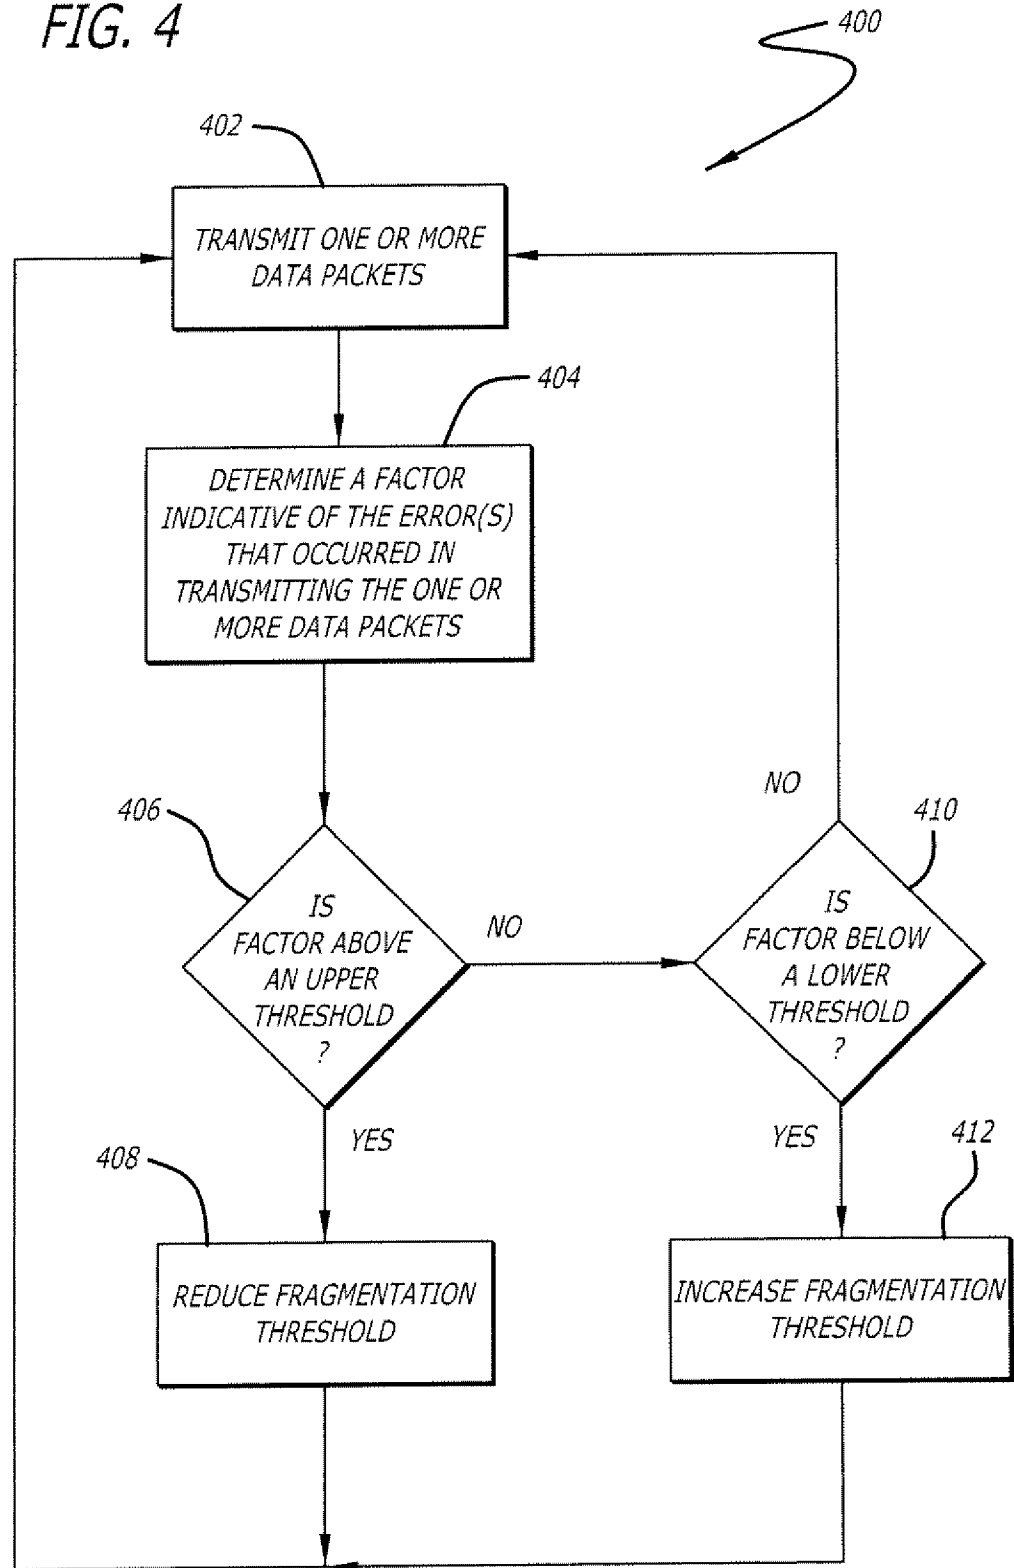 FIG. 4
400
402
TRANSMIT ONE OR MORE
DATA PACKETS
404
DETERMINE A FACTOR
INDICATIVE OF THE ERROR(S)
THAT OCCURRED IN
TRANSMITTING THE ONE OR
MORE DATA PACKETS
406
IS
FACTOR ABOVE
AN UPPER
THRESHOLD
?
NO
NO
410
IS
FACTOR BELOW
A LOWER
THRESHOLD
?
YES
YES
408
REDUCE FRAGMENTATION
THRESHOLD
412
INCREASE FRAGMENTATION
THRESHOLD